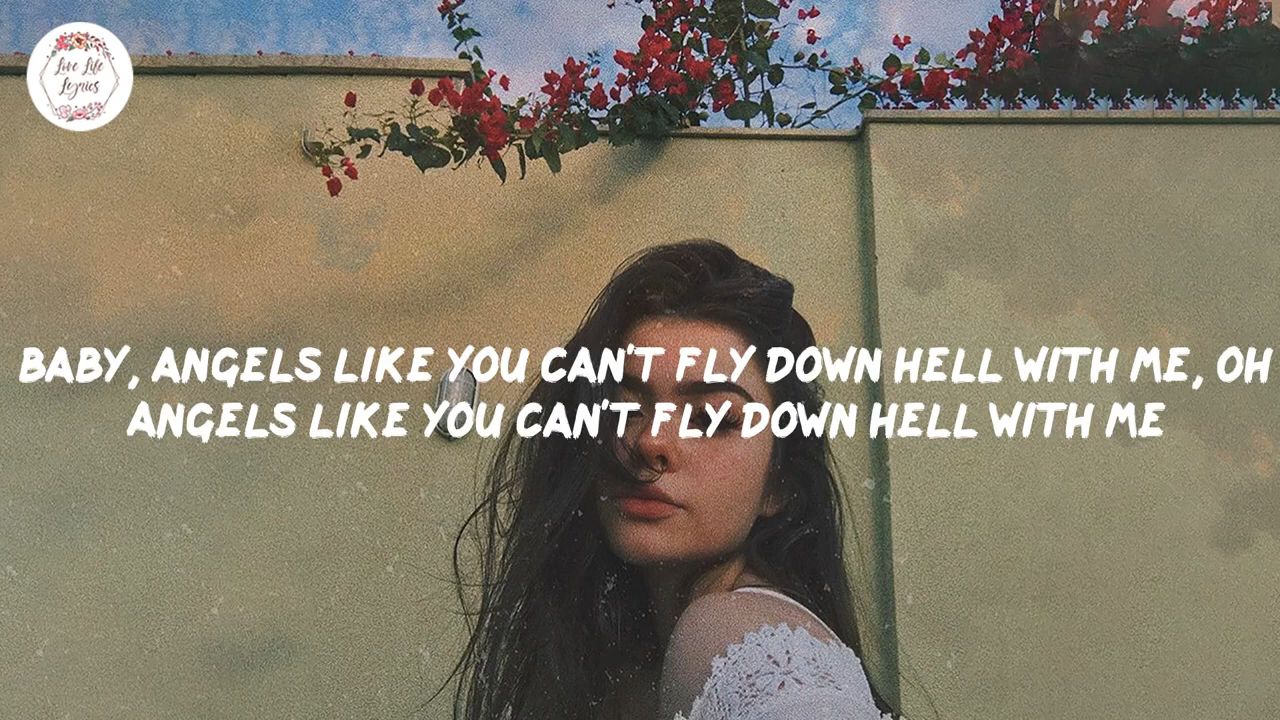 Live Life
Lyrics
BABY, ANGELS LIKE YOU CAN'T FLY DOWN HELL WITH ME, OH
ANGELS LIKE YOU CAN'T FLY DOWN HELL WITH ME